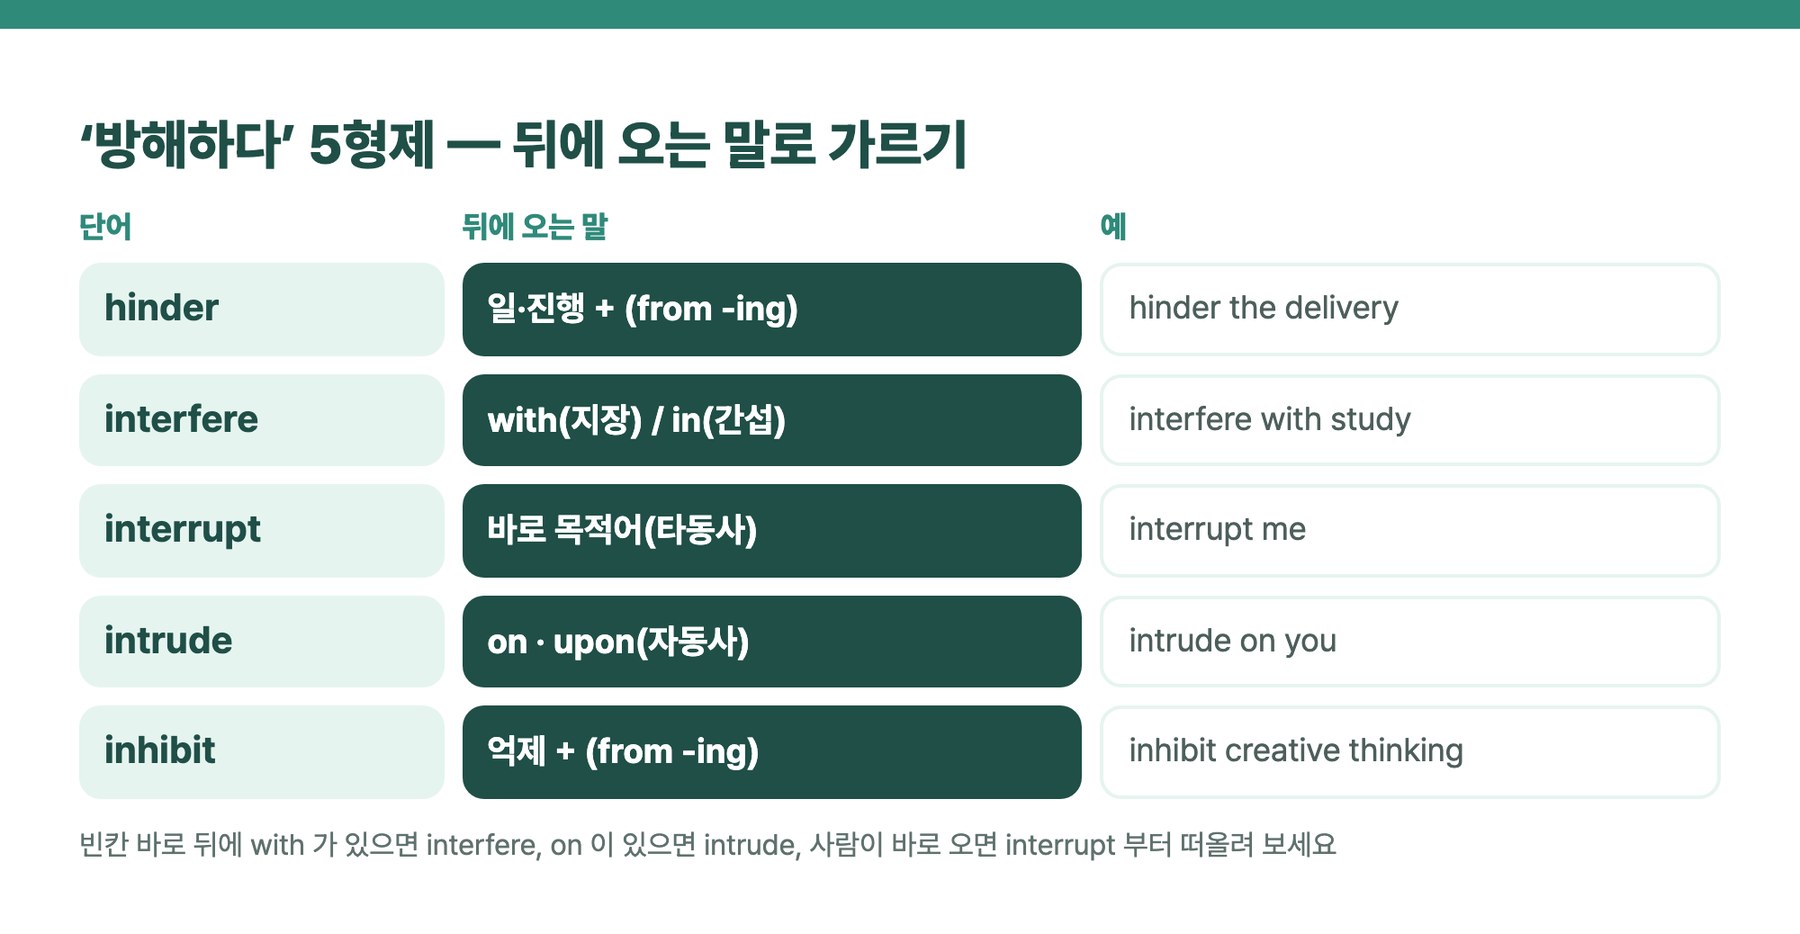 ‘방해하다’ 5형제 — 뒤에 오는 말로 가르기
단어 뒤에 오는 말 예
hinder 일·진행 + (from -ing) hinder the delivery
interfere with(지장) / in(간섭) interfere with study
interrupt 바로 목적어(타동사) interrupt me
intrude on · upon(자동사) intrude on you
inhibit 억제 + (from -ing) inhibit creative thinking
빈칸 바로 뒤에 with 가 있으면 interfere, on 이 있으면 intrude, 사람이 바로 오면 interrupt 부터 떠올려 보세요